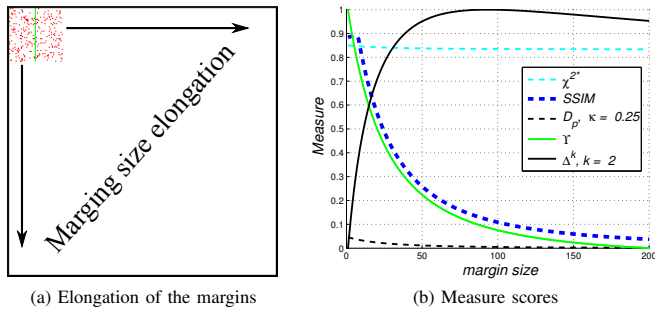 Marging size elongation
(a) Elongation of the margins
Measure
1
0.9
0.8
0.7
0.6
0.5
0.4
0.3
0.2
0.1
0
0
50
100
150
200
margin size
χ²*
SSIM
Dₚ, κ = 0.25
Υ
Δᵏ, k = 2
(b) Measure scores